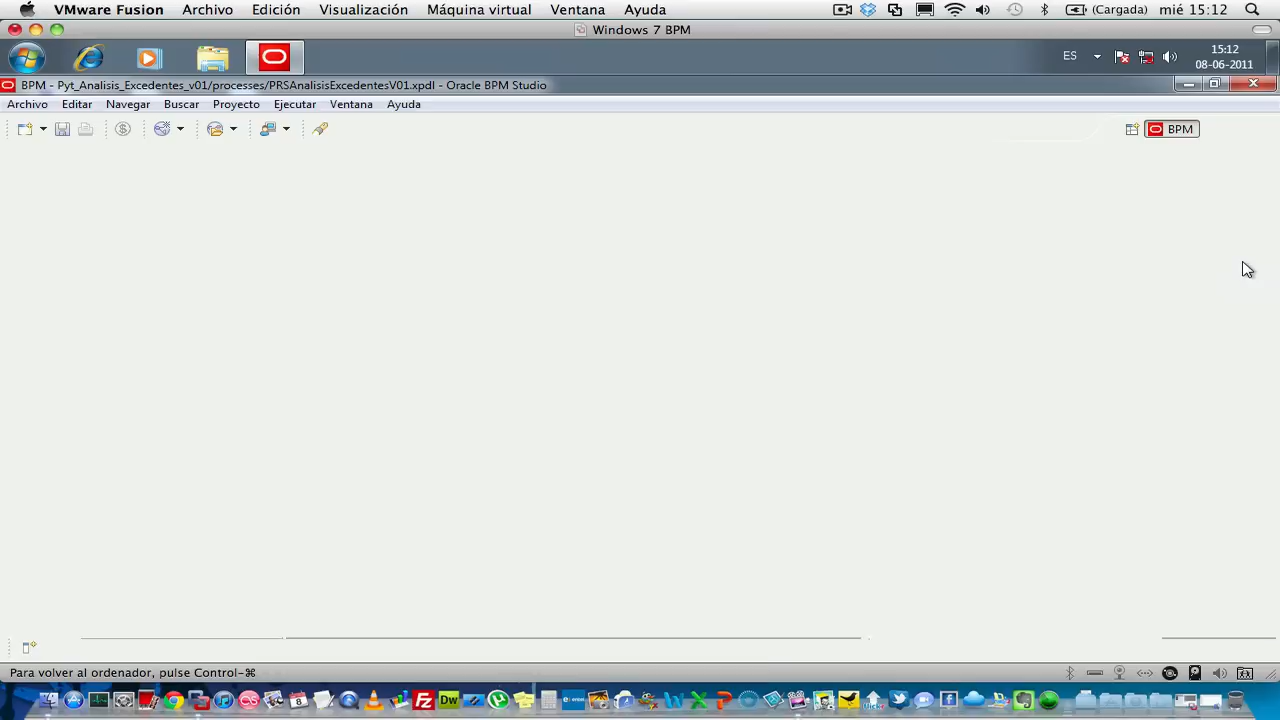 VMware Fusion Archivo Edición Visualización Máquina virtual Ventana Ayuda (Cargada) mié 15:12
Windows 7 BPM
ES 15:12
08-06-2011
BPM - Pyt_Analisis_Excedentes_v01/processes/PRSAnalisisExcedentesV01.xpdl - Oracle BPM Studio
Archivo Editar Navegar Buscar Proyecto Ejecutar Ventana Ayuda
BPM
Para volver al ordenador, pulse Control-⌘